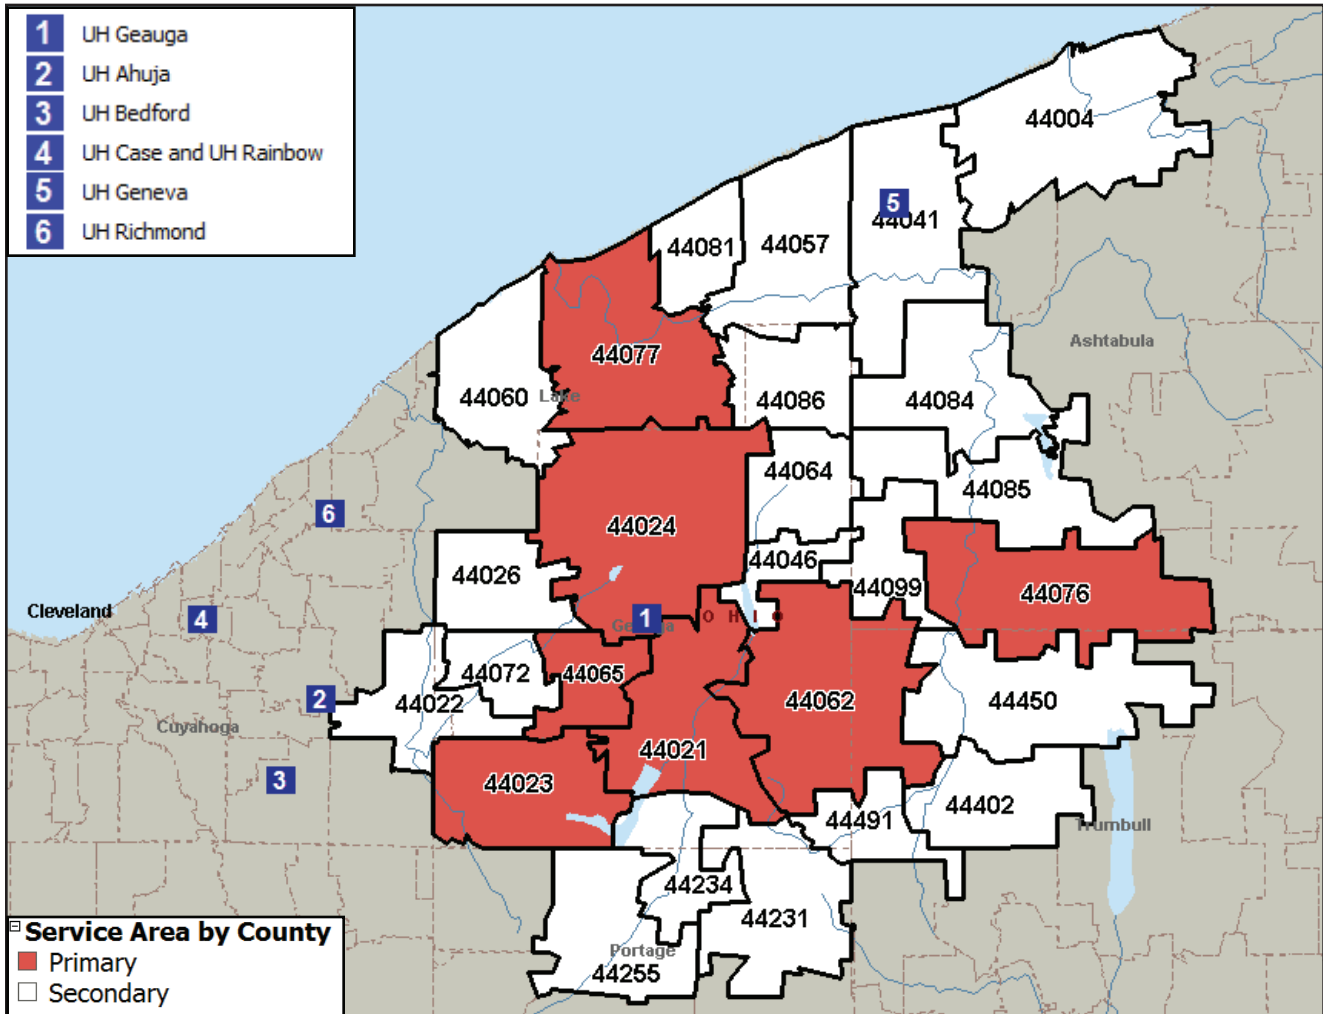 1 UH Geauga
2 UH Ahuja
3 UH Bedford
4 UH Case and UH Rainbow
5 UH Geneva
6 UH Richmond
44004
5
44041
44081
44057
44077
Ashtabula
44060
Lake
44086
44084
44064
44085
6
44024
44046
44026
44099
44076
Cleveland
4
1
OHIO
Geauga
44072
44065
2
44022
44062
44450
Cuyahoga
44021
3
44023
44402
44491
Trumbull
44234
44231
Portage
44255
Service Area by County
Primary
Secondary